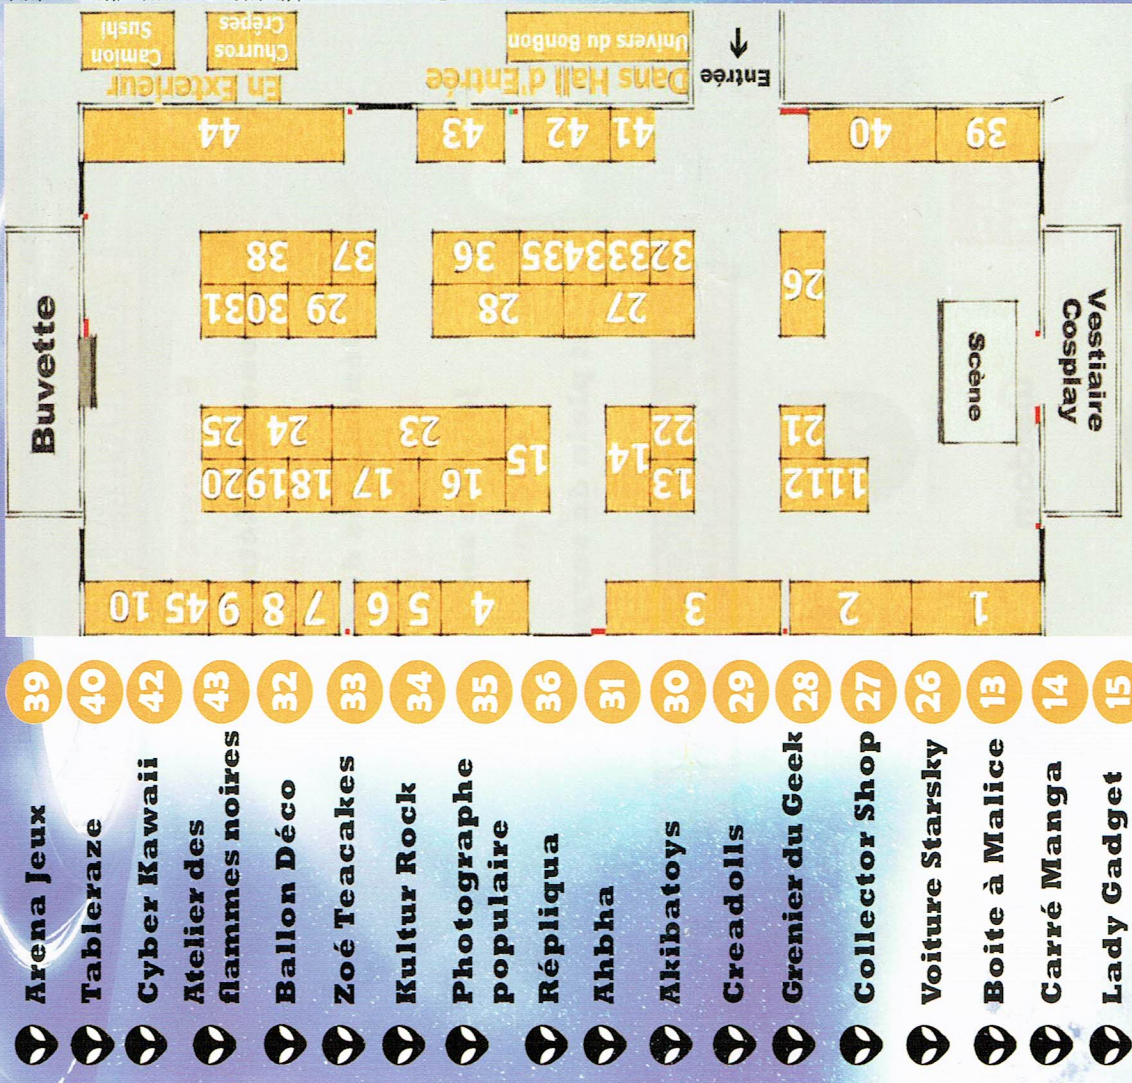 1 2 3 4 5 6 7 8 9 45 10
11 12 13 14 15 16 17 18 19 20
21 22 23 24 25
26 27 28 29 30 31
32 33 34 35 36 37 38
39 40 41 42 43 44
Entrée
Dans Hall d'Entrée
Univers du BonBon
En Extérieur
Churros
Crêpes
Camion
Sushi
Buvette
Scène
Vestiaire
Cosplay
Arena Jeux 39
Tableraze 40
Cyber Kawaii 42
Atelier des
flammes noires 43
Ballon Déco 32
Zoé Teacakes 33
Kultur Rock 34
Photographe
populaire 35
Répliqua 36
Ahbha 31
Akibatoys 30
Creadolls 29
Grenier du Geek 28
Collector Shop 27
Voiture Starsky 26
Boite à Malice 13
Carré Manga 14
Lady Gadget 15